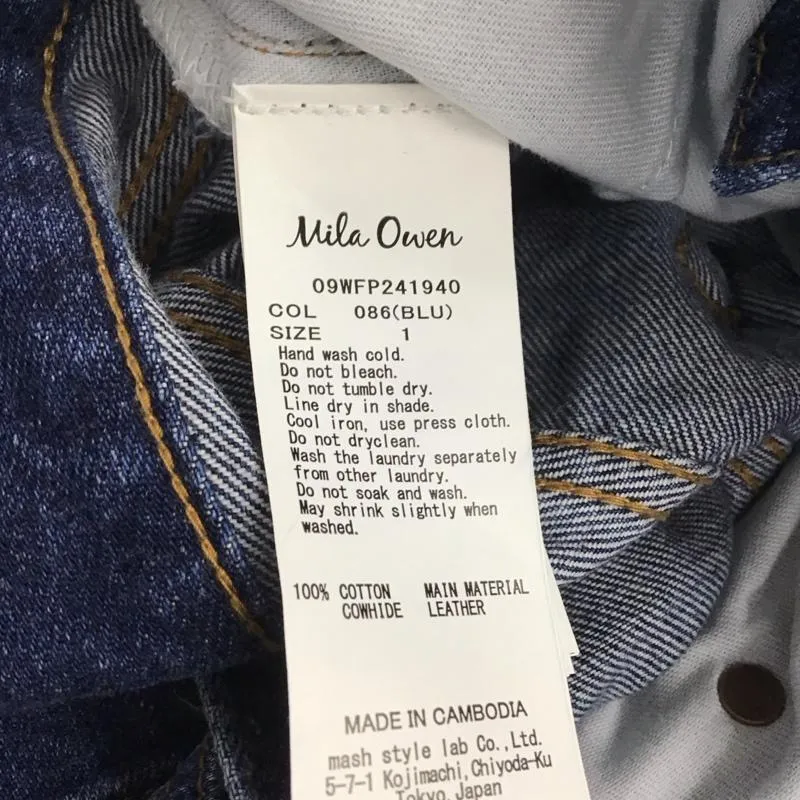 Mila Owen
09WFP241940
COL 086(BLU)
SIZE 1
Hand wash cold.
Do not bleach.
Do not tumble dry.
Line dry in shade.
Cool iron, use press cloth.
Do not dryclean.
Wash the laundry separately
from other laundry.
Do not soak and wash.
May shrink slightly when
washed.
100% COTTON MAIN MATERIAL
COWHIDE LEATHER
MADE IN CAMBODIA
mash style lab Co.,Ltd.
5-7-1 Kojimachi,Chiyoda-Ku
Tokyo,Japan